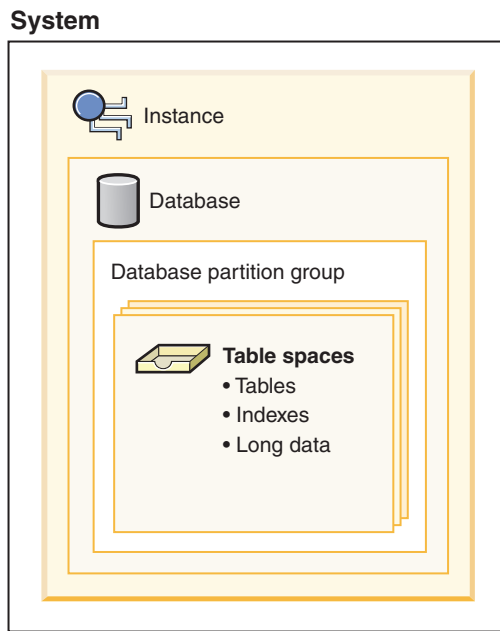 System
Instance
Database
Database partition group
Table spaces
• Tables
• Indexes
• Long data